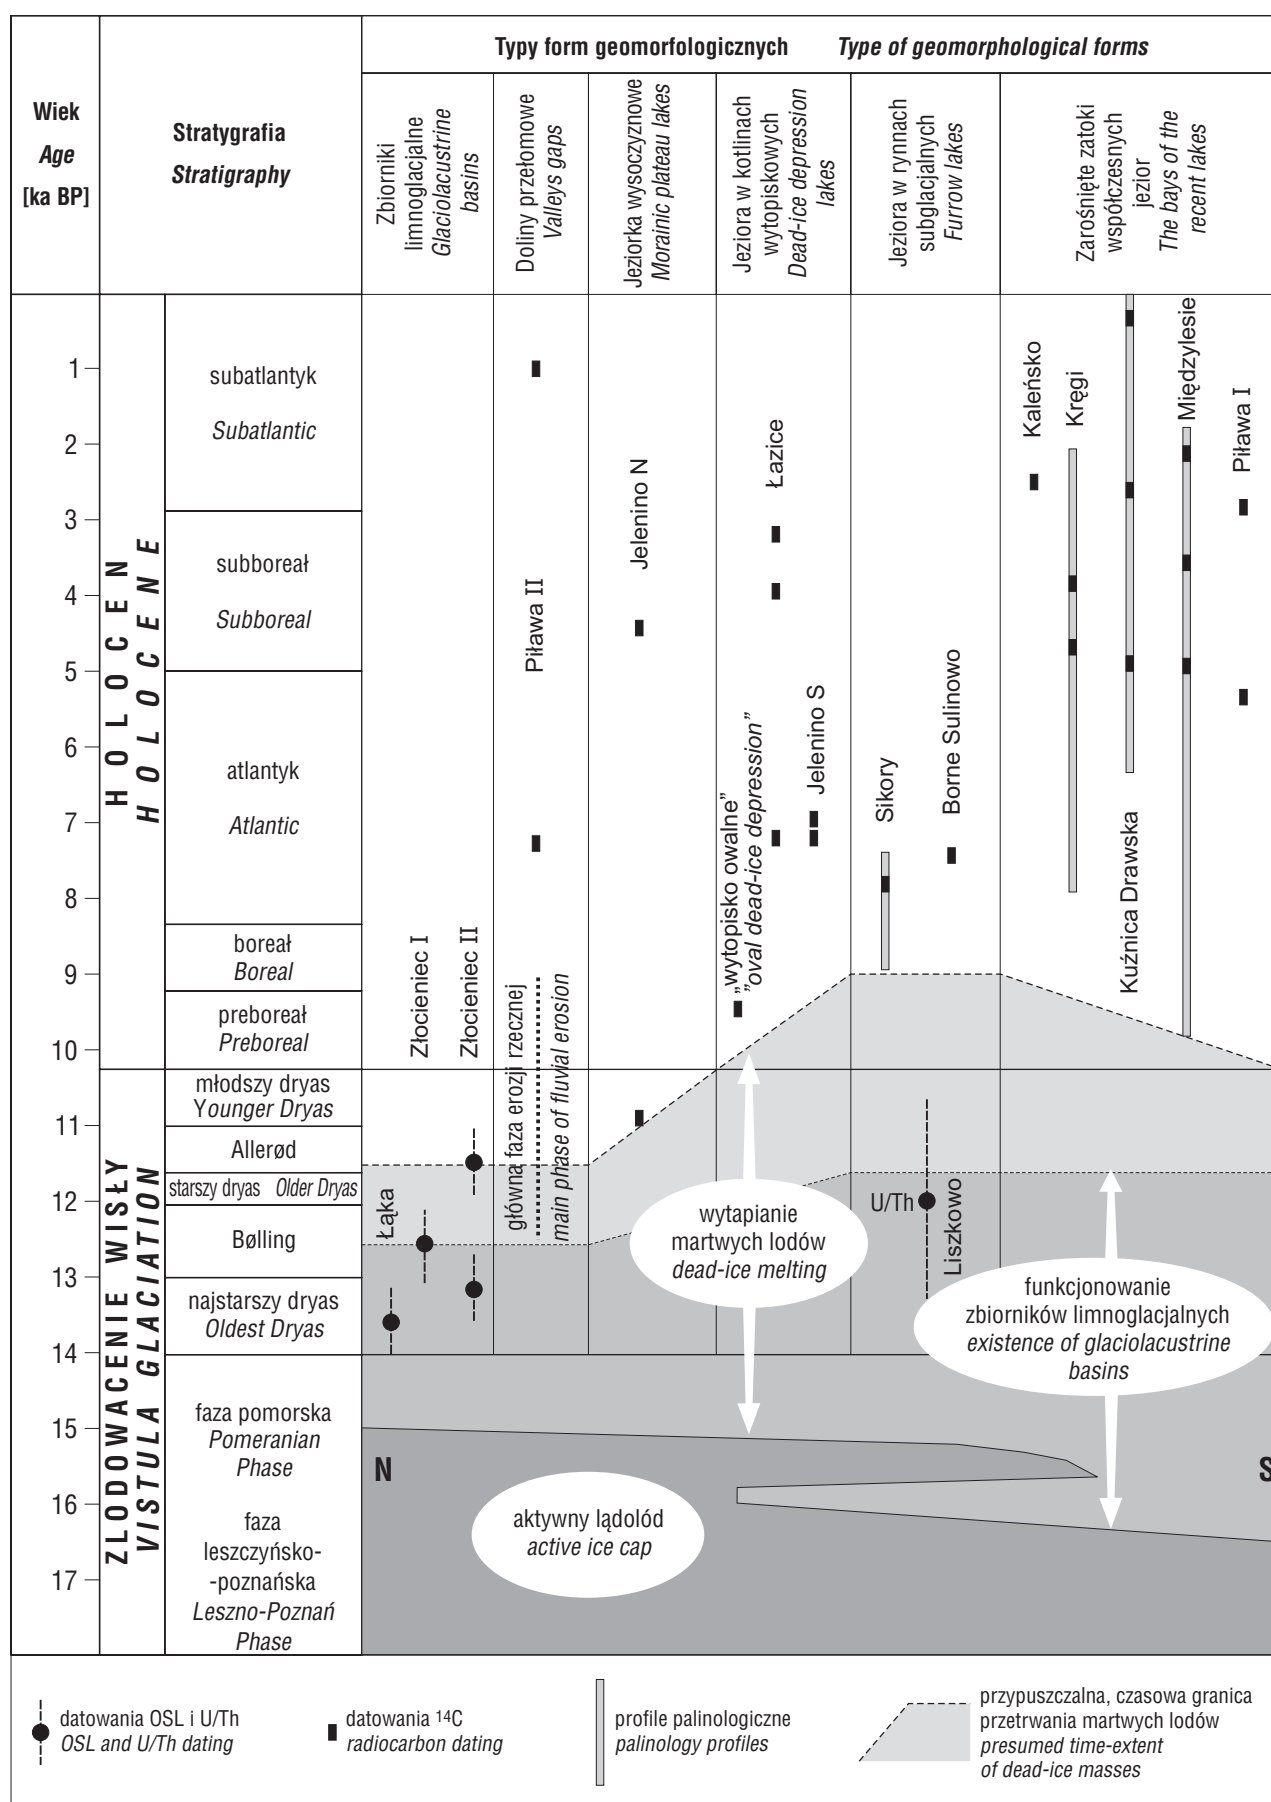 Typy form geomorfologicznych Type of geomorphological forms
Wiek
Age
[ka BP]
Stratygrafia
Stratigraphy
Zbiorniki
limnoglacjalne
Glaciolacustrine
basins
Doliny przełomowe
Valleys gaps
Jeziorka wysoczyznowe
Morainic plateau lakes
Jeziora w kotlinach
wytopiskowych
Dead-ice depression
lakes
Jeziora w rynnach
subglacjalnych
Furrow lakes
Zarośnięte zatoki
współczesnych
jezior
The bays of the
recent lakes
1
2
3
4
5
6
7
8
9
10
11
12
13
14
15
16
17
HOLOCEN
HOLOCENE
ZLODOWACENIE WISŁY
VISTULA GLACIATION
subatlantyk
Subatlantic
subboreał
Subboreal
atlantyk
Atlantic
boreał
Boreal
preboreał
Preboreal
młodszy dryas
Younger Dryas
Allerød
starszy dryas Older Dryas
Bølling
najstarszy dryas
Oldest Dryas
faza pomorska
Pomeranian
Phase
faza
leszczyńsko-
-poznańska
Leszno-Poznań
Phase
Łąka
Złocieniec I
Złocieniec II
Piława II
główna faza erozji rzecznej
main phase of fluvial erosion
Jelenino N
„wytopisko owalne”
„oval dead-ice depression”
Łazice
Jelenino S
Sikory
Borne Sulinowo
U/Th
Liszkowo
Kaleńsko
Kręgi
Kuźnica Drawska
Międzylesie
Piława I
wytapianie
martwych lodów
dead-ice melting
funkcjonowanie
zbiorników limnoglacjalnych
existence of glaciolacustrine
basins
N
S
aktywny lądolód
active ice cap
datowania OSL i U/Th
OSL and U/Th dating
datowania ¹⁴C
radiocarbon dating
profile palinologiczne
palinology profiles
przypuszczalna, czasowa granica
przetrwania martwych lodów
presumed time-extent
of dead-ice masses